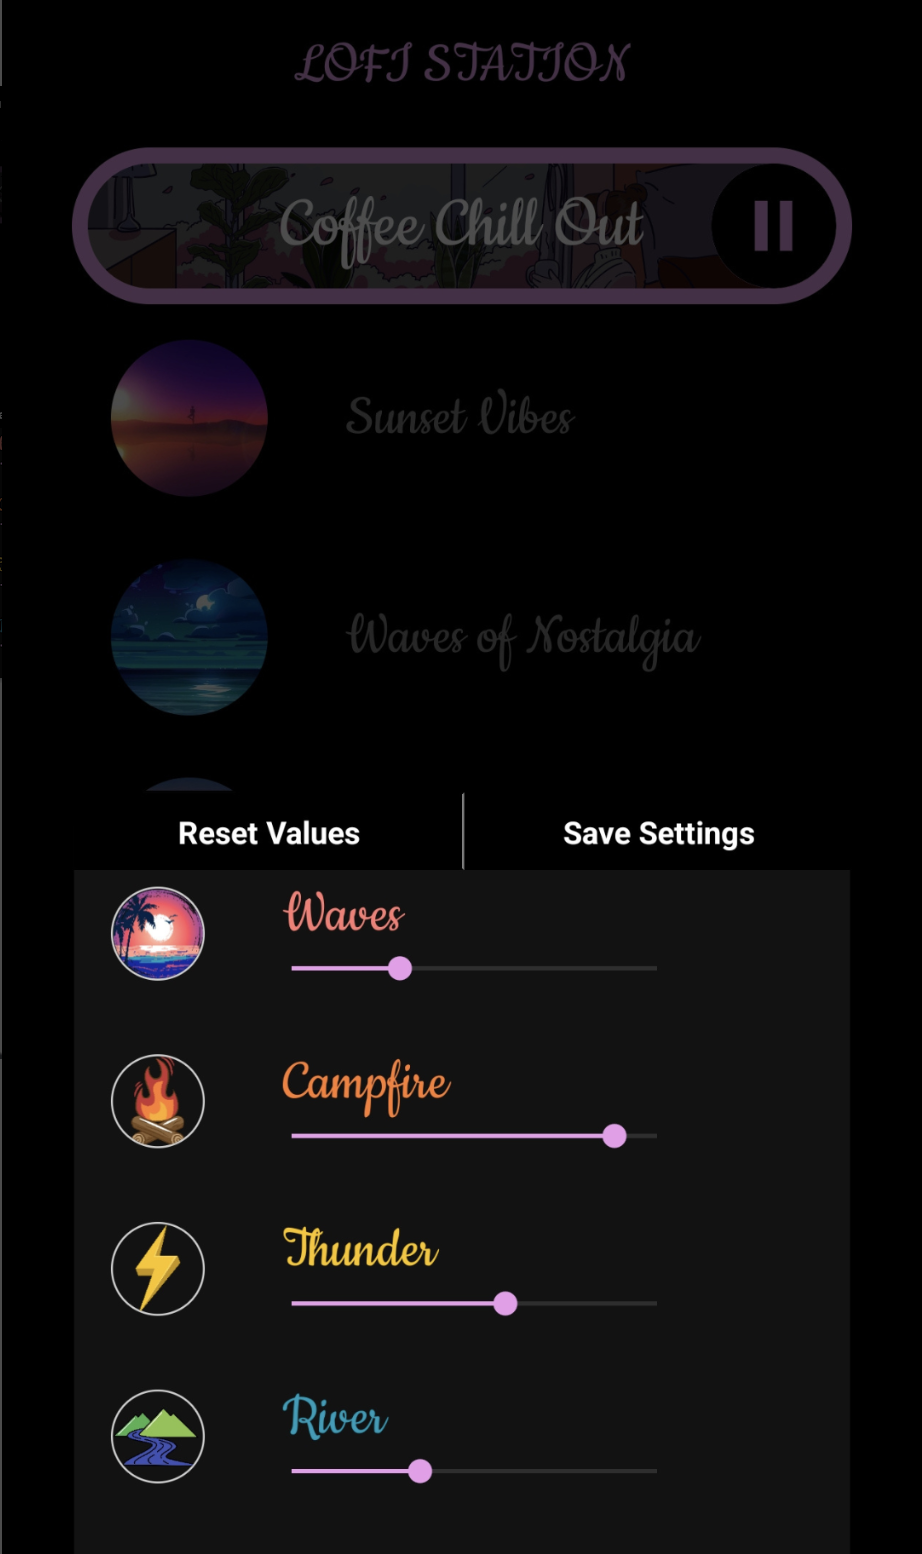 LOFI STATION
Coffee Chill Out
Sunset Vibes
Waves of Nostalgia
Reset Values
Save Settings
Waves
Campfire
Thunder
River